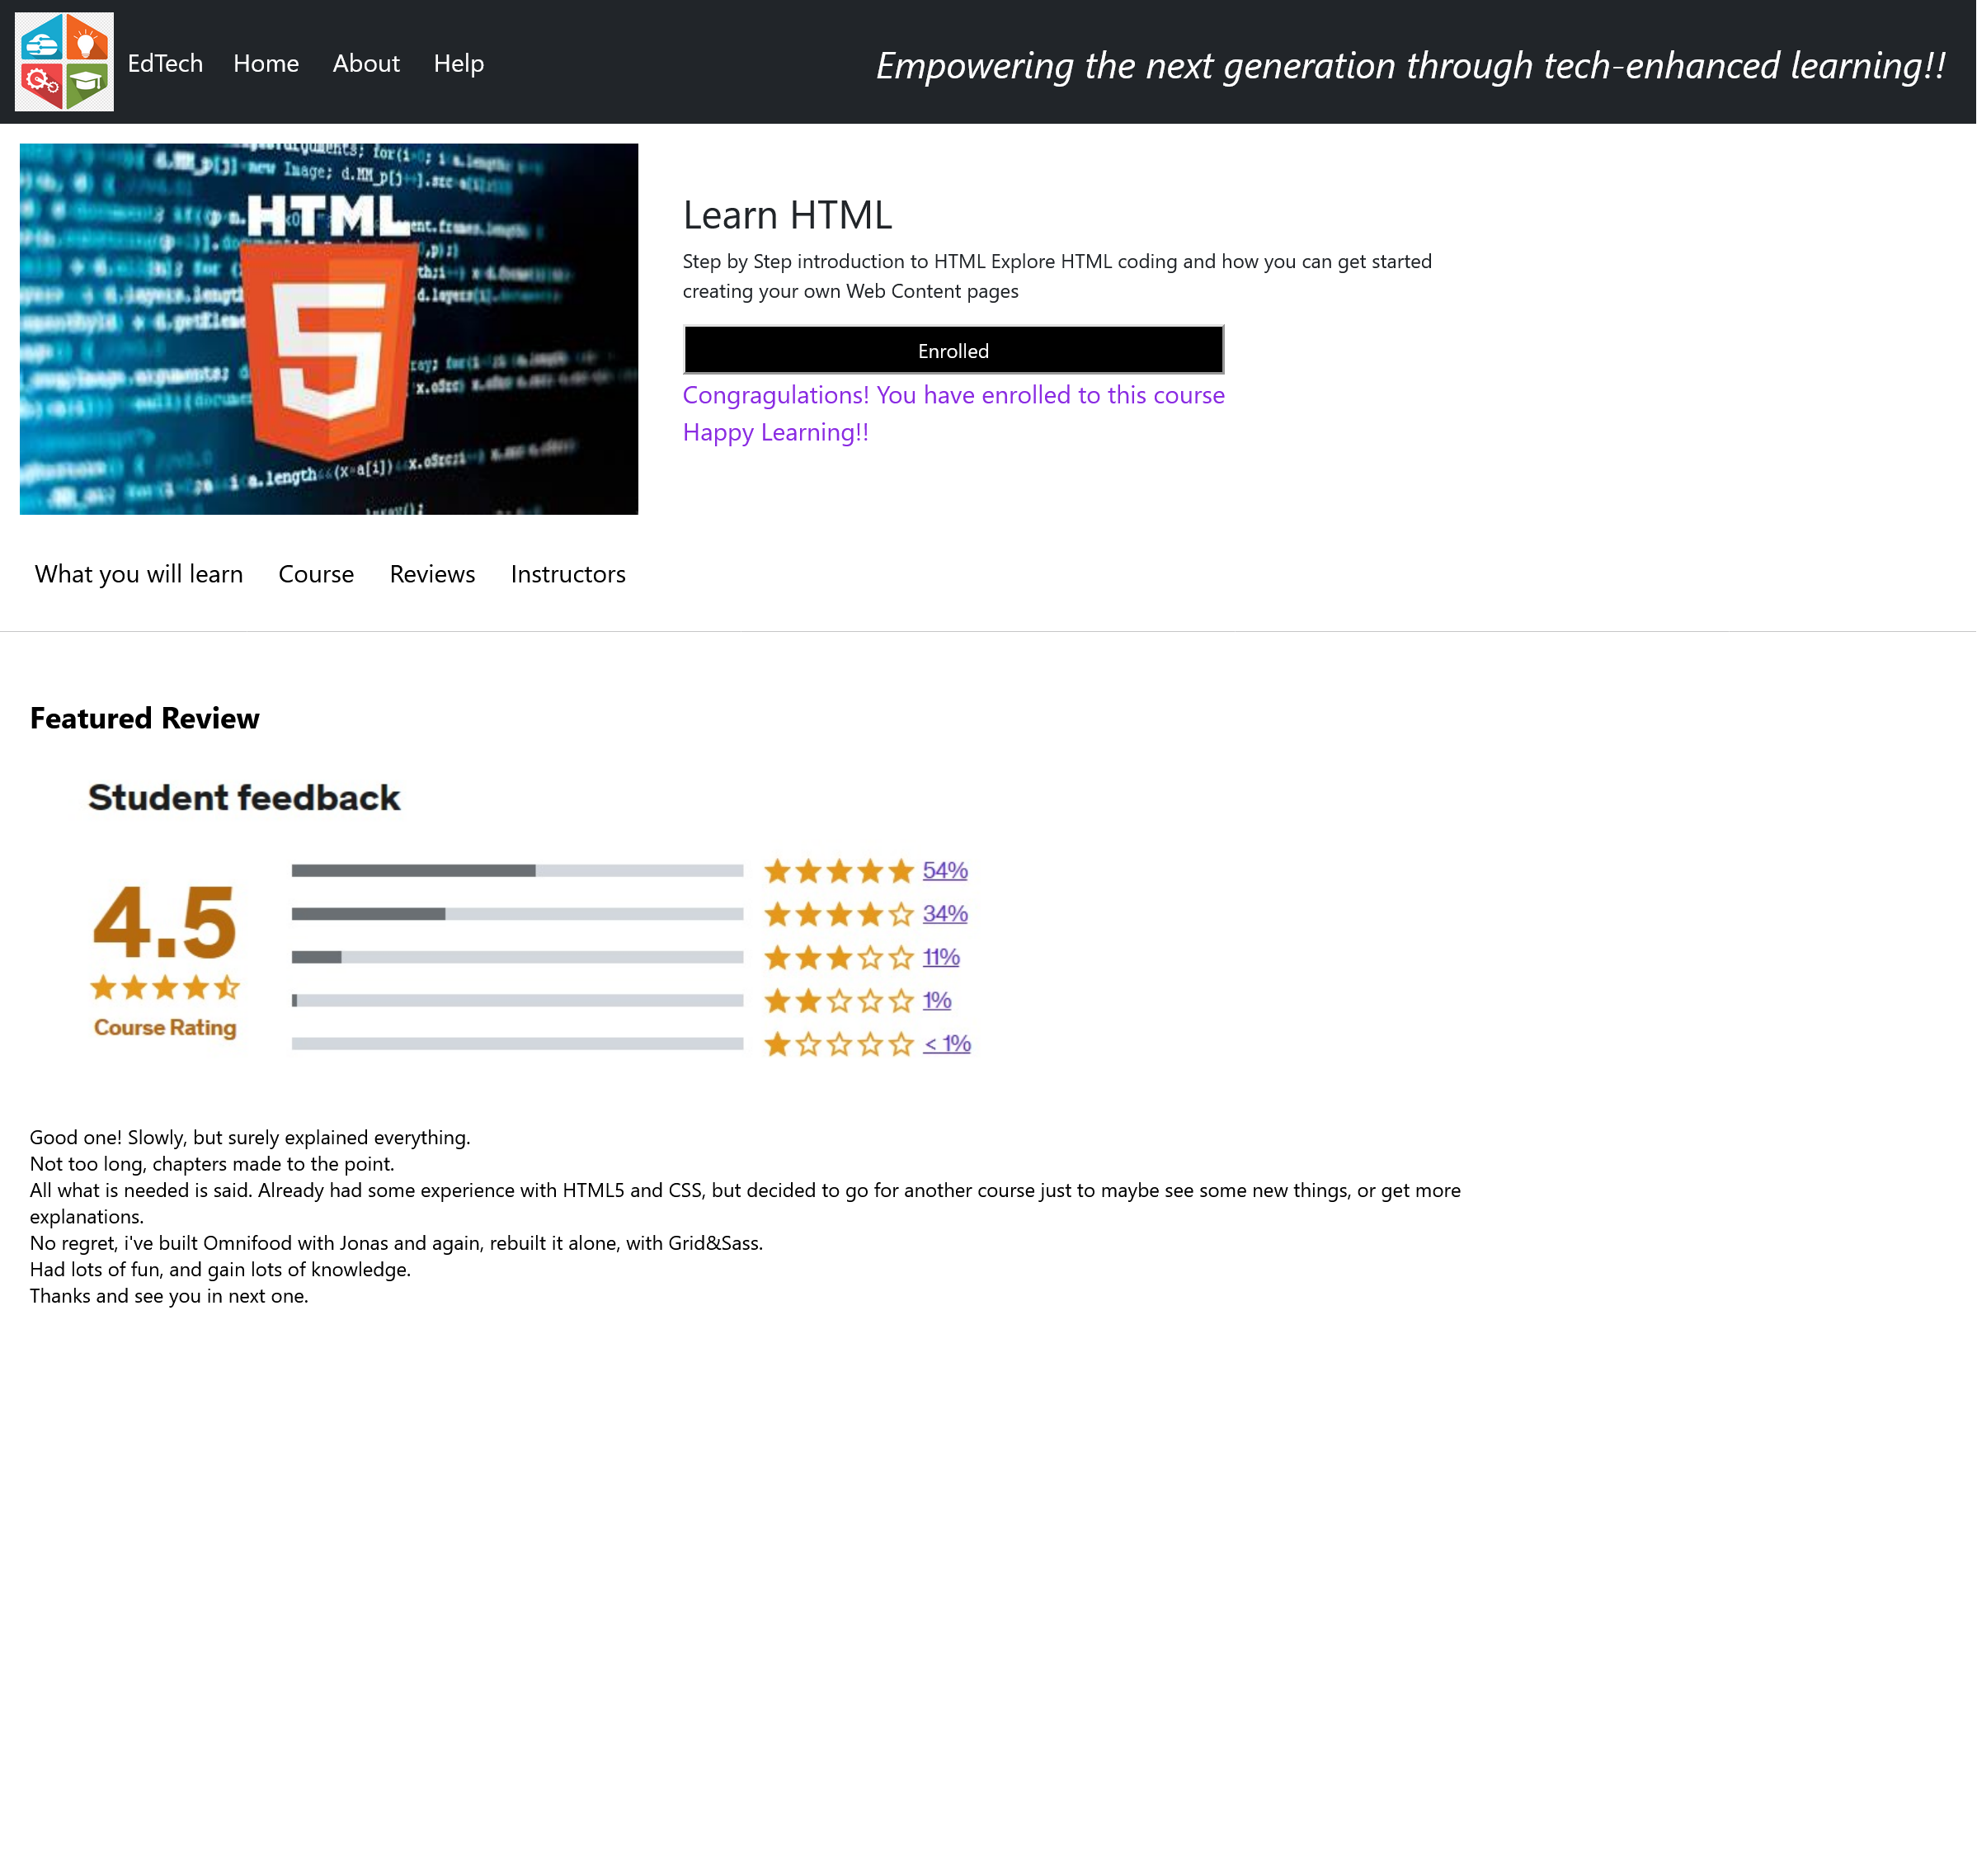 EdTech Home About Help
Empowering the next generation through tech-enhanced learning!!
HTML
5
Learn HTML
Step by Step introduction to HTML Explore HTML coding and how you can get started
creating your own Web Content pages
Enrolled
Congragulations! You have enrolled to this course
Happy Learning!!
What you will learn Course Reviews Instructors
Featured Review
Student feedback
4.5
Course Rating
54%
34%
11%
1%
< 1%
Good one! Slowly, but surely explained everything.
Not too long, chapters made to the point.
All what is needed is said. Already had some experience with HTML5 and CSS, but decided to go for another course just to maybe see some new things, or get more
explanations.
No regret, i've built Omnifood with Jonas and again, rebuilt it alone, with Grid&Sass.
Had lots of fun, and gain lots of knowledge.
Thanks and see you in next one.